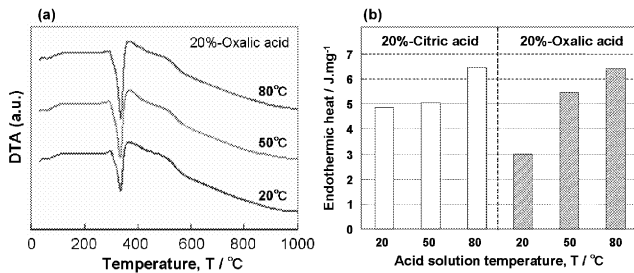 (a)
20%-Oxalic acid
80°C
50°C
20°C
DTA (a.u.)
0 200 400 600 800 1000
Temperature, T / °C
(b)
20%-Citric acid 20%-Oxalic acid
Endothermic heat / J.mg⁻¹
7
6
5
4
3
2
1
0
20 50 80 20 50 80
Acid solution temperature, T / °C